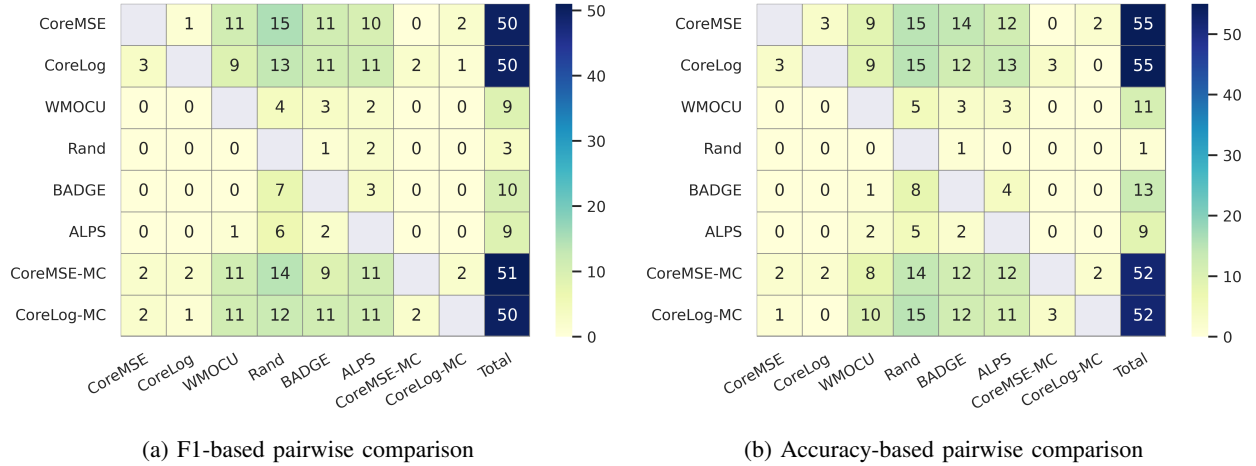 CoreMSE 1 11 15 11 10 0 2 50
CoreLog 3 9 13 11 11 2 1 50
WMOCU 0 0 4 3 2 0 0 9
Rand 0 0 0 1 2 0 0 3
BADGE 0 0 0 7 3 0 0 10
ALPS 0 0 1 6 2 0 0 9
CoreMSE-MC 2 2 11 14 9 11 2 51
CoreLog-MC 2 1 11 12 11 11 2 50
CoreMSE CoreLog WMOCU Rand BADGE ALPS CoreMSE-MC CoreLog-MC Total
50
40
30
20
10
0
(a) F1-based pairwise comparison
CoreMSE 3 9 15 14 12 0 2 55
CoreLog 3 9 15 12 13 3 0 55
WMOCU 0 0 5 3 3 0 0 11
Rand 0 0 0 1 0 0 0 1
BADGE 0 0 1 8 4 0 0 13
ALPS 0 0 2 5 2 0 0 9
CoreMSE-MC 2 2 8 14 12 12 2 52
CoreLog-MC 1 0 10 15 12 11 3 52
CoreMSE CoreLog WMOCU Rand BADGE ALPS CoreMSE-MC CoreLog-MC Total
50
40
30
20
10
0
(b) Accuracy-based pairwise comparison